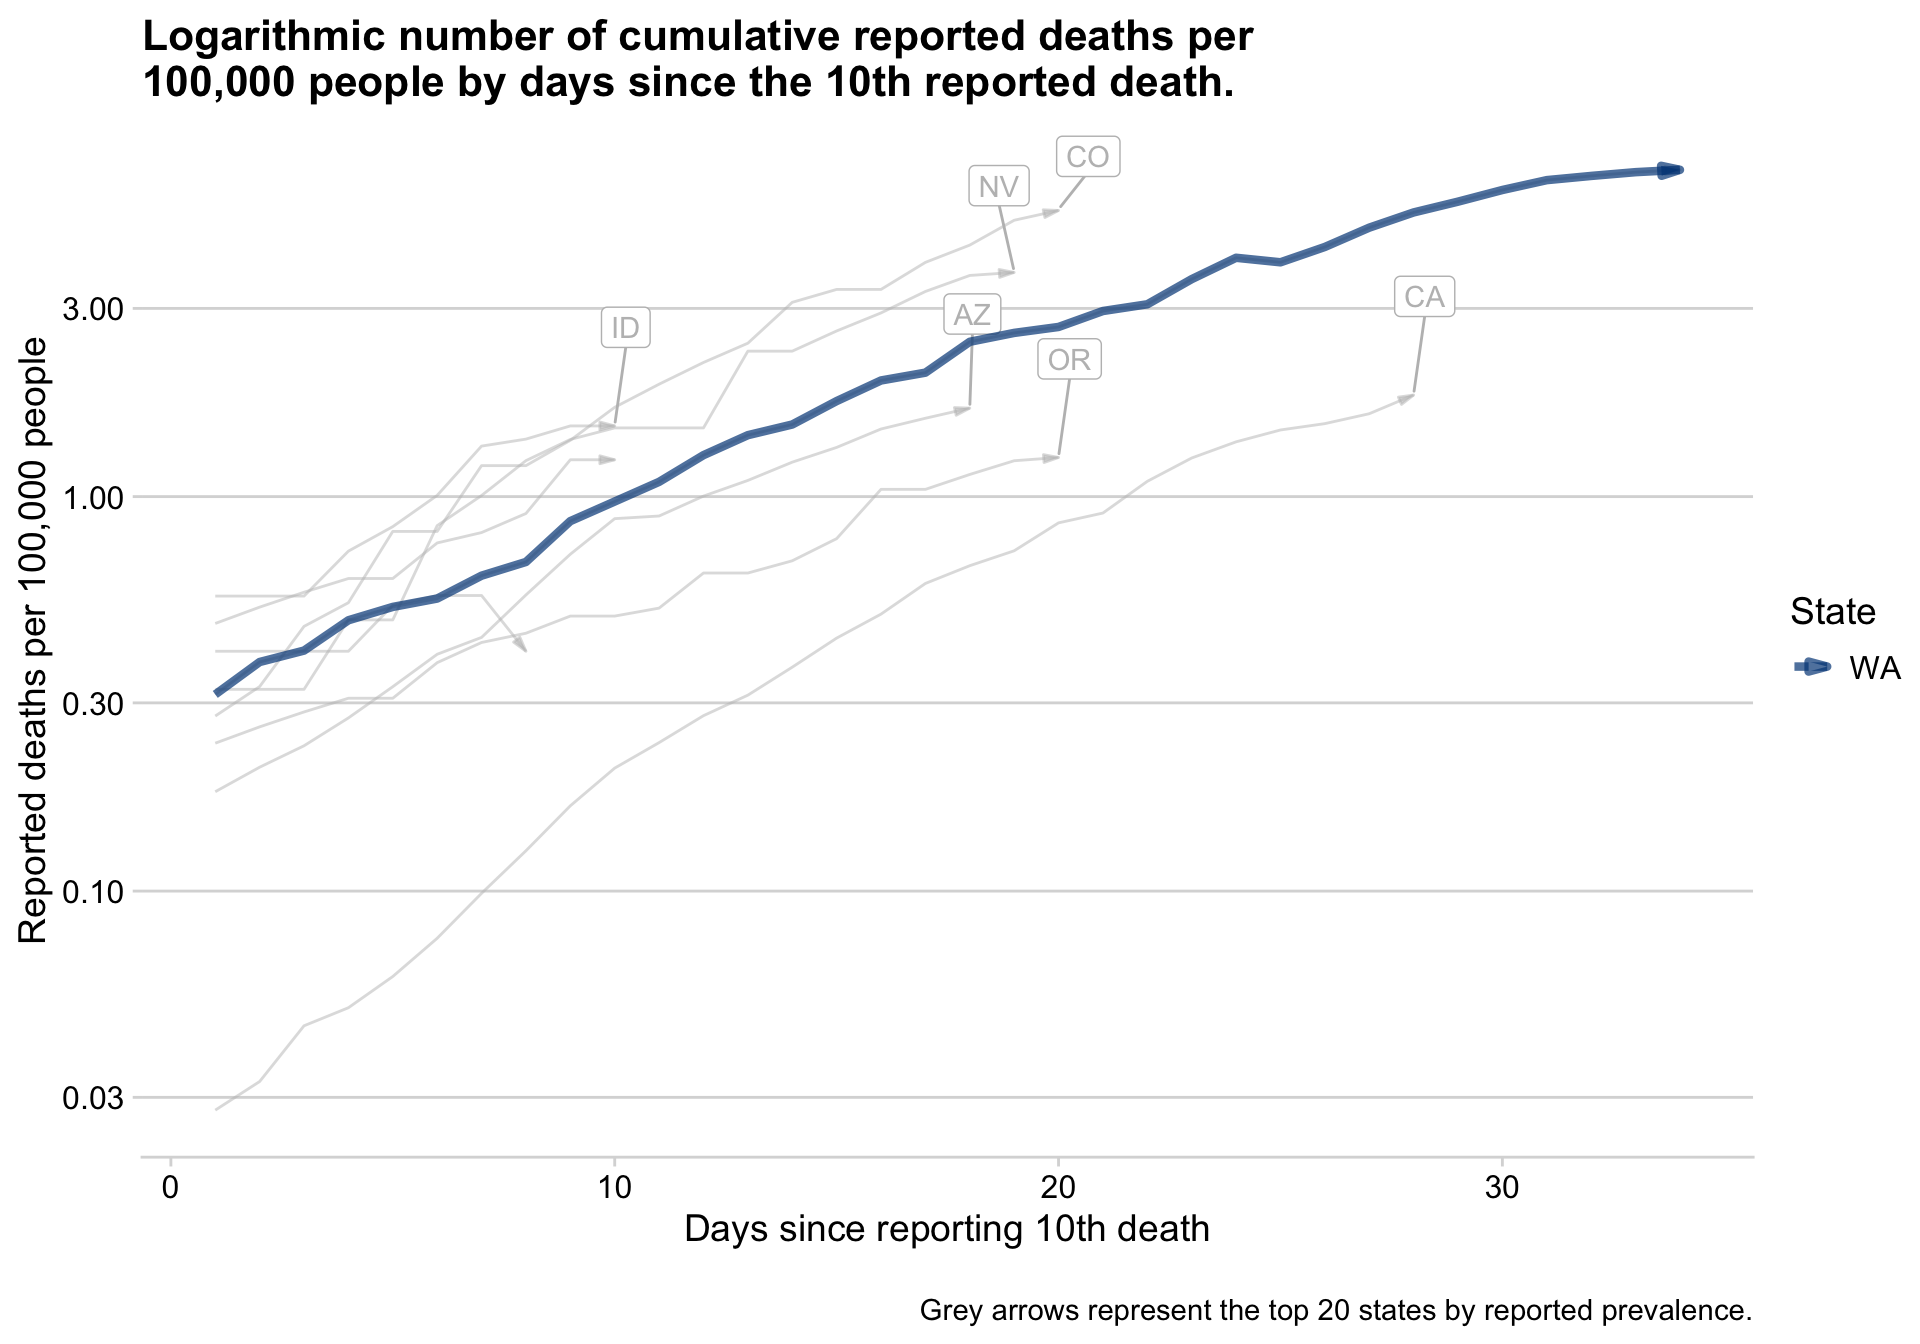 Logarithmic number of cumulative reported deaths per
100,000 people by days since the 10th reported death.
CO
NV
CA
AZ
ID
OR
3.00
1.00
0.30
0.10
0.03
Reported deaths per 100,000 people
State
WA
0
10
20
30
Days since reporting 10th death
Grey arrows represent the top 20 states by reported prevalence.